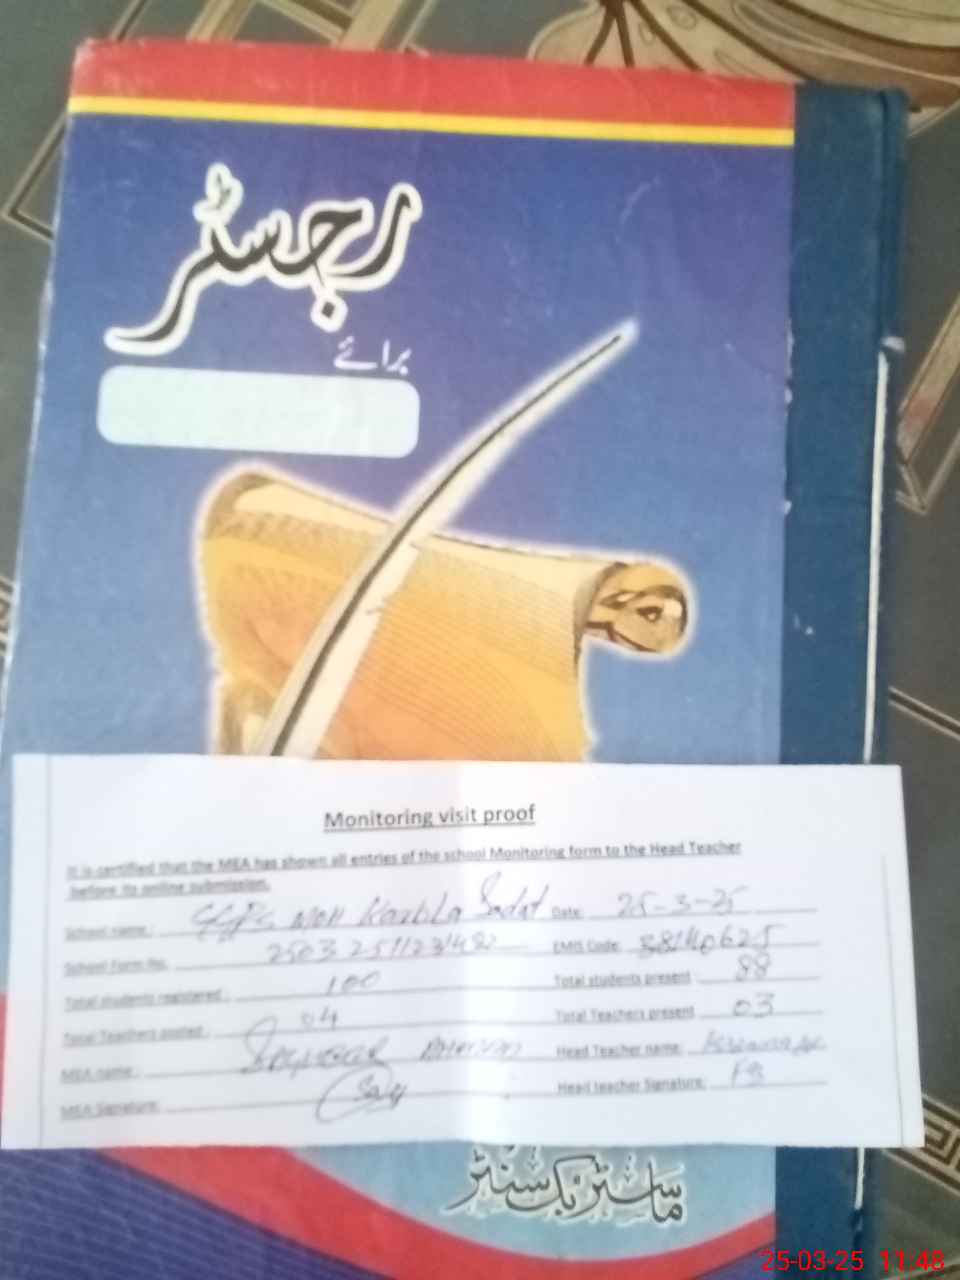 رجسٹر
برائے
Monitoring visit proof
It is certified that the MEA has shown all entries of the school Monitoring form to the Head Teacher
before its online submission.
School name: Moh Karbla Sadat Date: 25-3-25
School Form No. EMIS Code:
Total students registered: 100 Total students present 88
Total Teachers posted: 04 Total Teachers present 03
MEA name: Head Teacher name:
MEA Signature: Head teacher Signature:
ماسٹر بک سنٹر
25-03-25 11:48